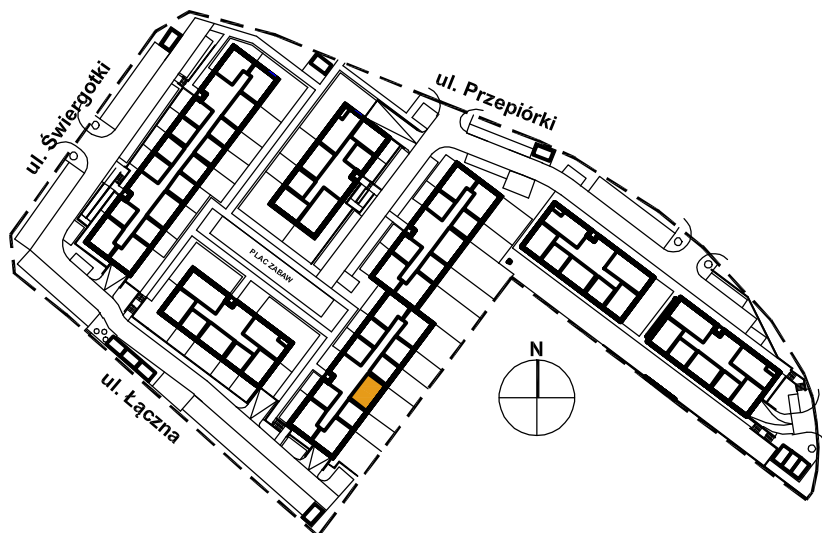 ul. Świergotki
ul. Przepiórki
PLAC ZABAW
N
ul. Łączna